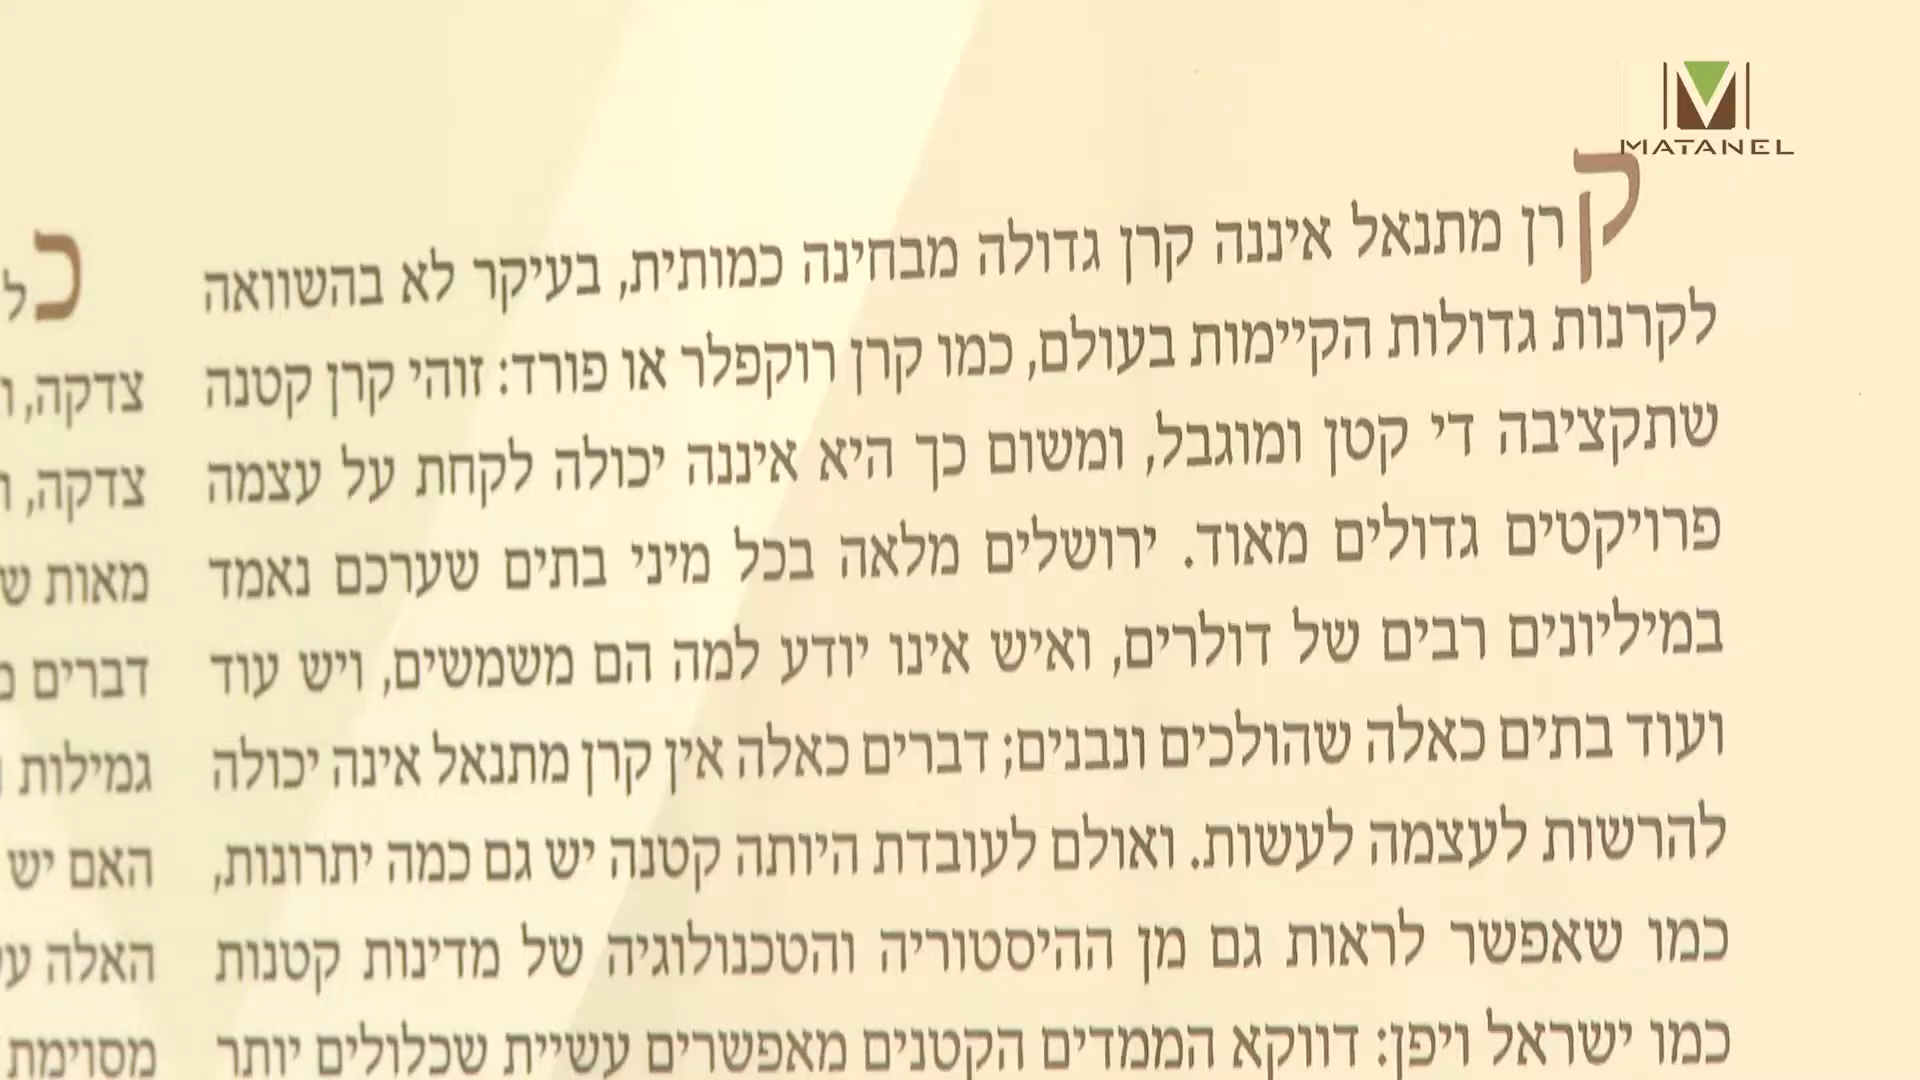 MATANEL
קרן מתנאל איננה קרן גדולה מבחינה כמותית, בעיקר לא בהשוואה
לקרנות גדולות הקיימות בעולם, כמו קרן רוקפלר או פורד: זוהי קרן קטנה
שתקציבה די קטן ומוגבל, ומשום כך היא איננה יכולה לקחת על עצמה
פרויקטים גדולים מאוד. ירושלים מלאה בכל מיני בתים שערכם נאמד
במיליונים רבים של דולרים, ואיש אינו יודע למה הם משמשים, ויש עוד
ועוד בתים כאלה שהולכים ונבנים; דברים כאלה אין קרן מתנאל אינה יכולה
להרשות לעצמה לעשות. ואולם לעובדת היותה קטנה יש גם כמה יתרונות,
כמו שאפשר לראות גם מן ההיסטוריה והטכנולוגיה של מדינות קטנות
כמו ישראל ויפן: דווקא הממדים הקטנים מאפשרים עשיית שכלולים יותר
כל
צדקה,
צדקה,
מאות
דברים
גמילות
האם יש
האלה
מסוימת